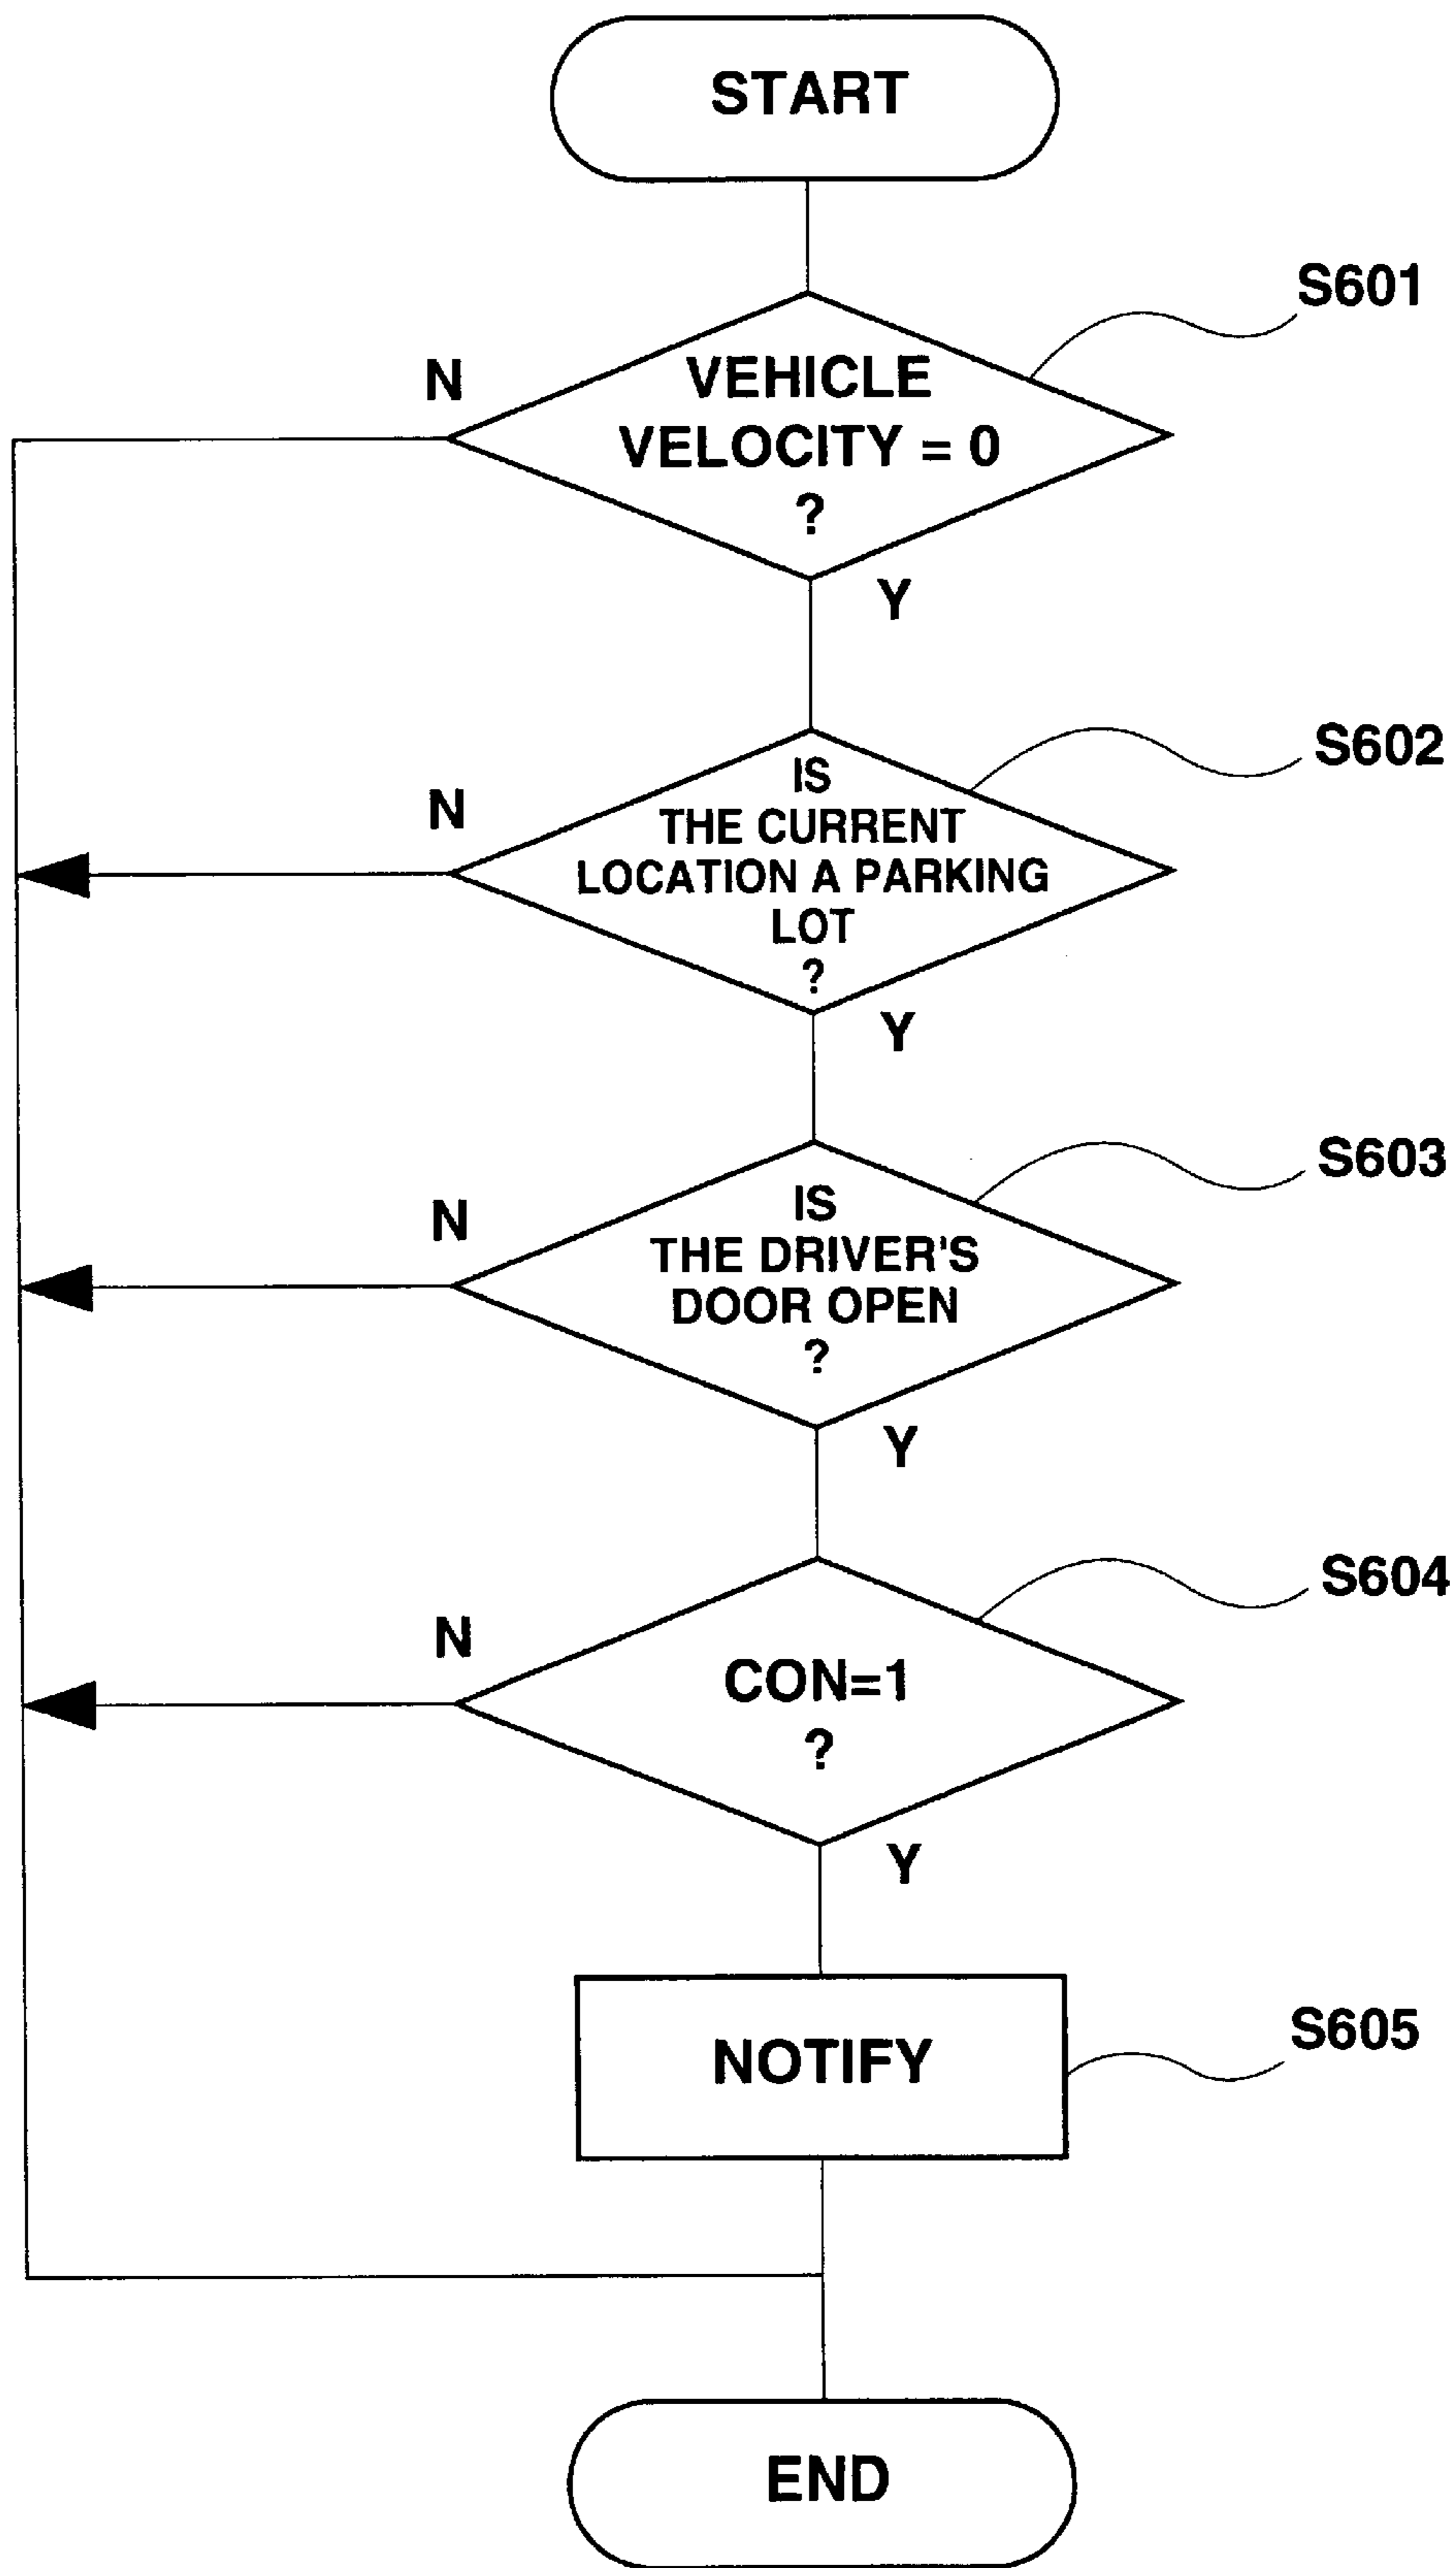 START
S601
N
VEHICLE
VELOCITY = 0
?
Y
S602
N
IS
THE CURRENT
LOCATION A PARKING
LOT
?
Y
S603
N
IS
THE DRIVER'S
DOOR OPEN
?
Y
S604
N
CON=1
?
Y
NOTIFY
S605
END